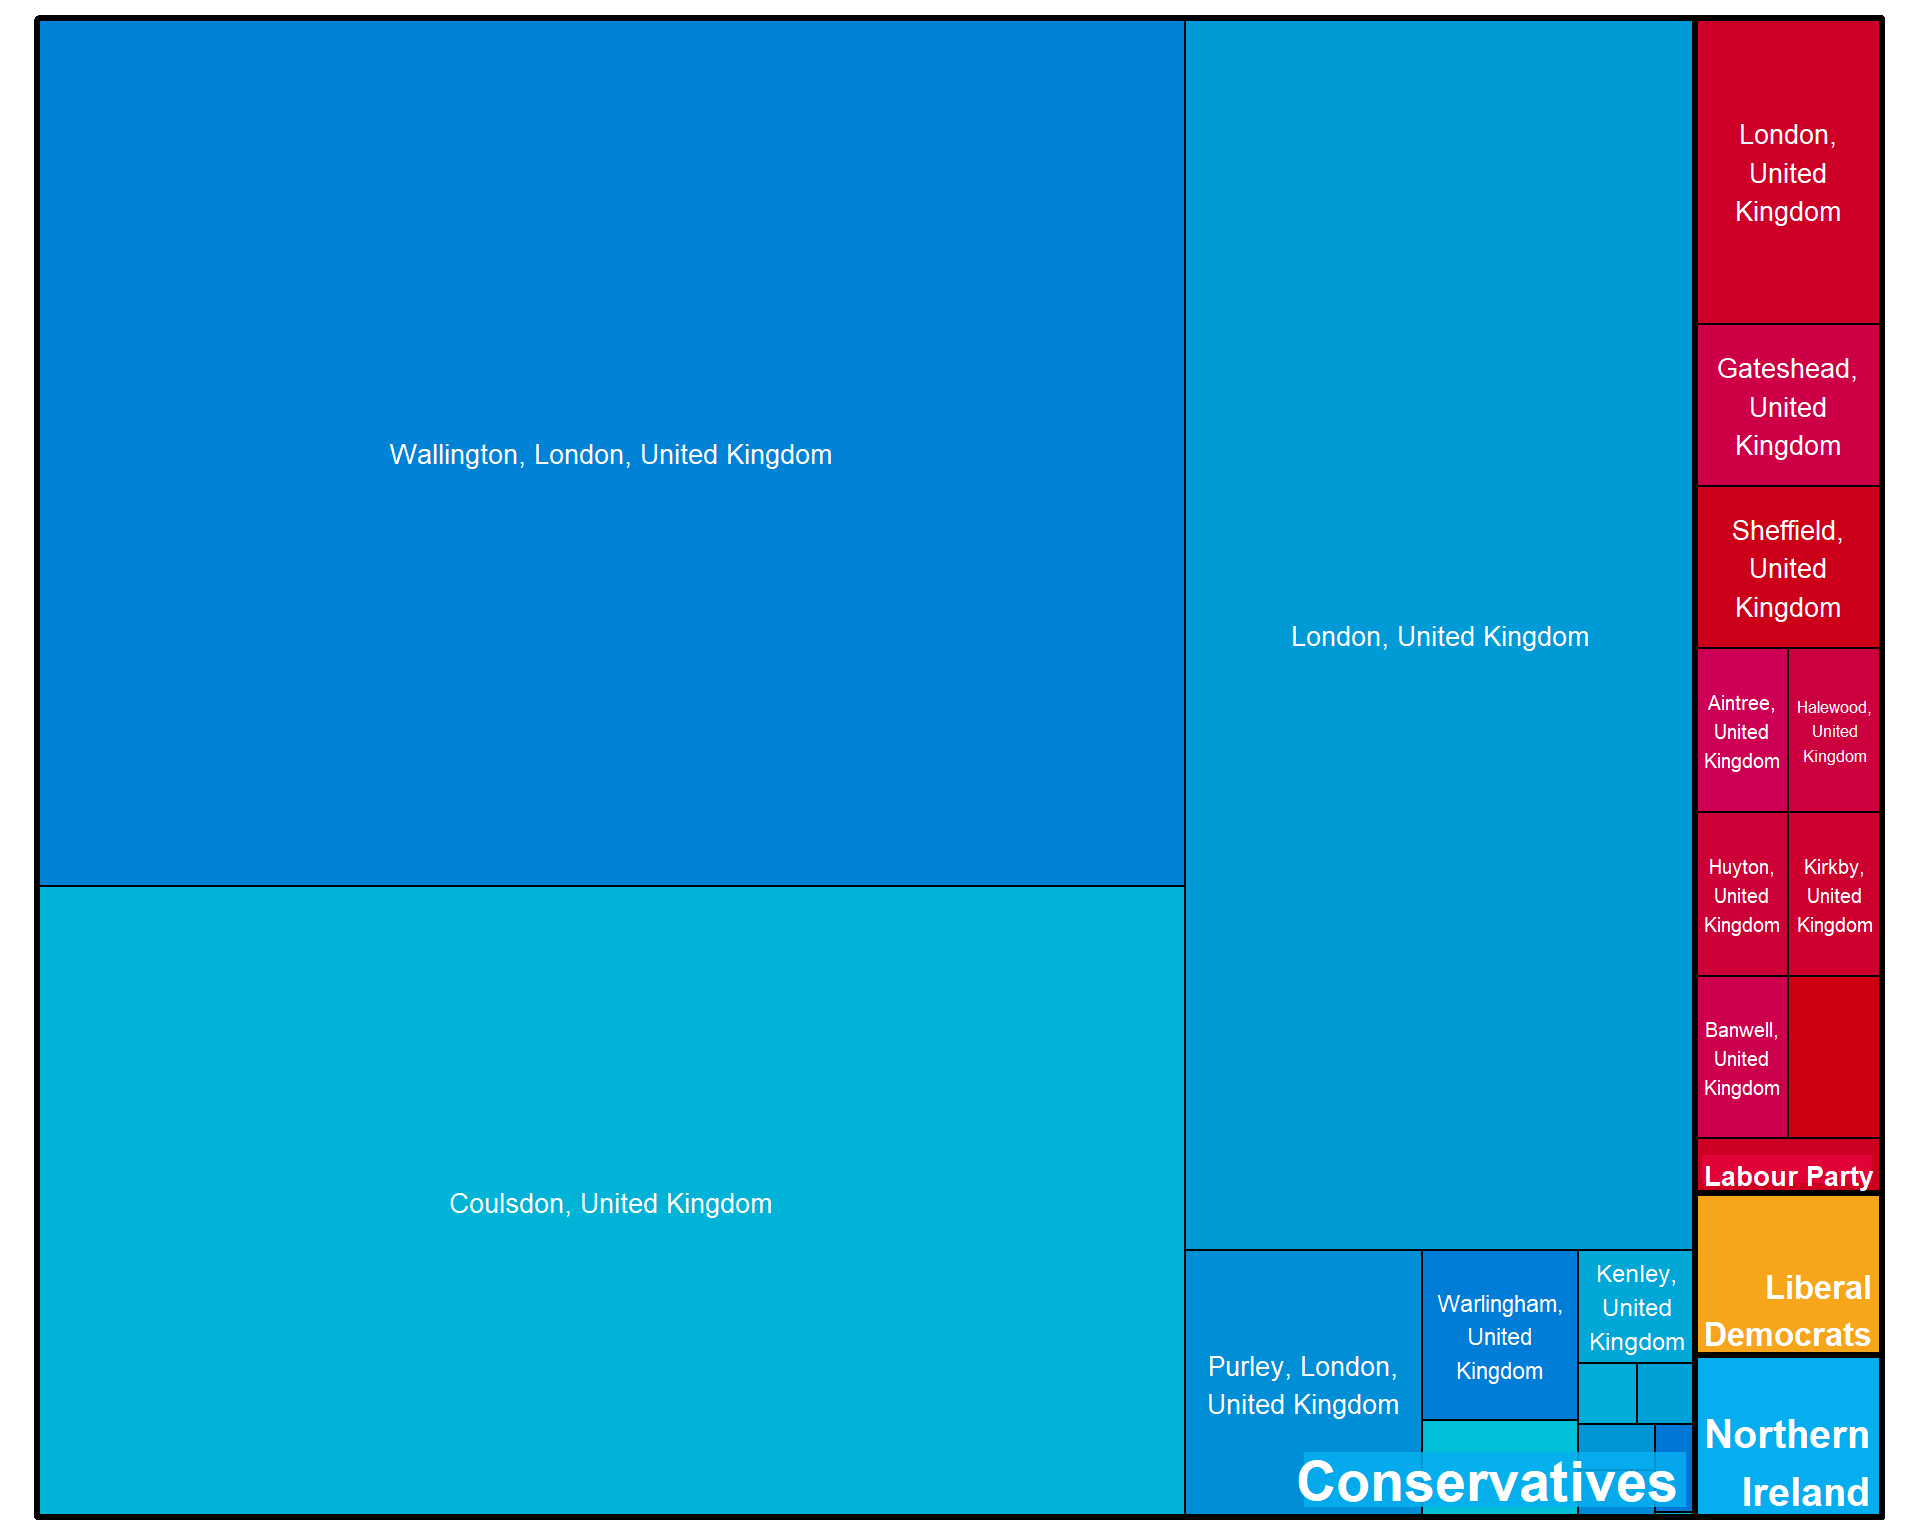 Wallington, London, United Kingdom
Coulsdon, United Kingdom
London, United Kingdom
Purley, London,
United Kingdom
Warlingham,
United
Kingdom
Kenley,
United
Kingdom
Conservatives
London,
United
Kingdom
Gateshead,
United
Kingdom
Sheffield,
United
Kingdom
Aintree,
United
Kingdom
Halewood,
United
Kingdom
Huyton,
United
Kingdom
Kirkby,
United
Kingdom
Banwell,
United
Kingdom
Labour Party
Liberal
Democrats
Northern
Ireland